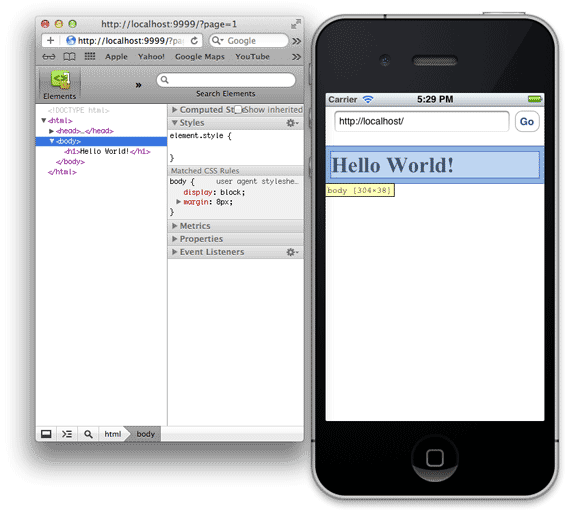 http://localhost:9999/?page=1
http://localhost:9999/?pa
Google
Apple Yahoo! Google Maps YouTube
Elements
Search Elements
<!DOCTYPE html>
<html>
<head>…</head>
<body>
<h1>Hello World!</h1>
</body>
</html>
Computed St Show inherited
Styles
element.style {
}
Matched CSS Rules
body { user agent styleshe…
display: block;
margin: 8px;
}
Metrics
Properties
Event Listeners
html body
Carrier 5:29 PM
http://localhost/ Go
Hello World!
body [304×38]